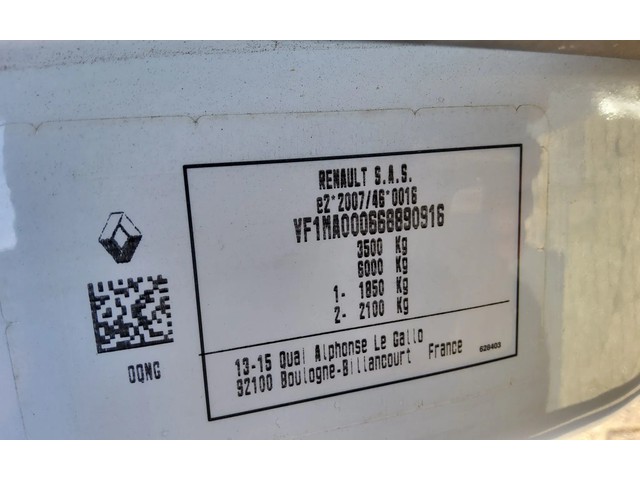 RENAULT S.A.S.
e2*2007/46*0016
VF1MA000668890916
3500 Kg
6000 Kg
1- 1850 Kg
2- 2100 Kg
0QNG
13-15 Quai Alphonse Le Gallo
92100 Boulogne-Billancourt France
628403